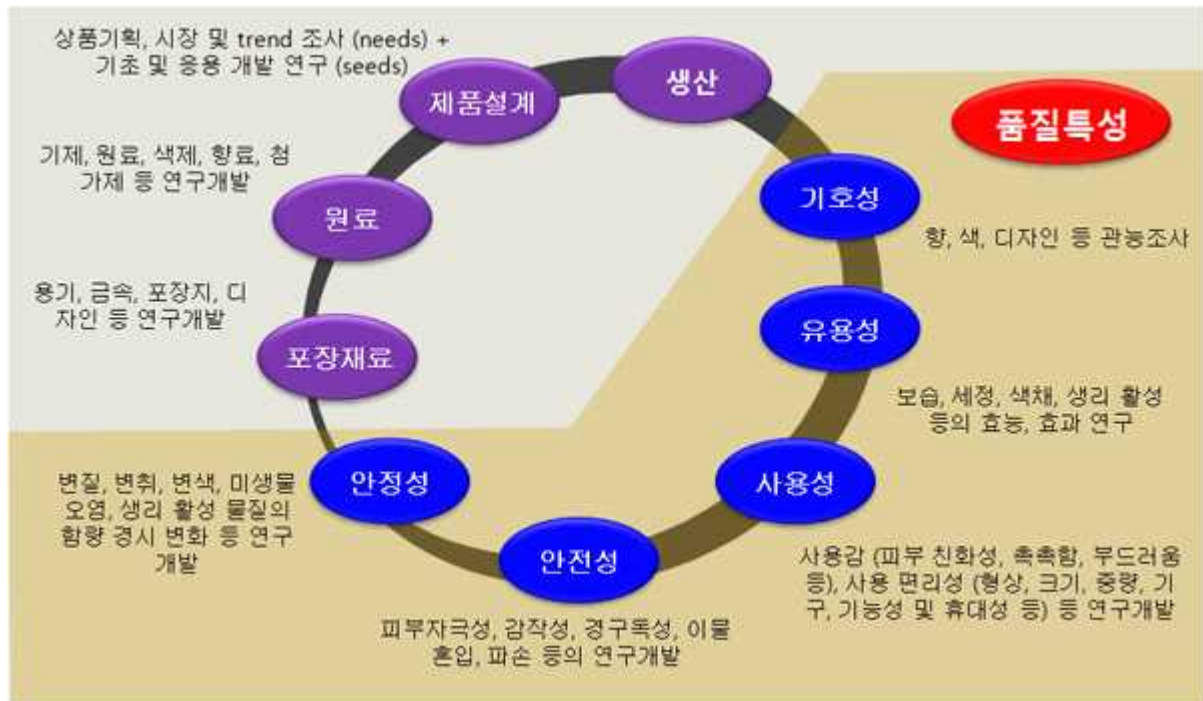 상품기획, 시장 및 trend 조사 (needs) +
기초 및 응용 개발 연구 (seeds)
제품설계
생산
품질특성
기제, 원료, 색제, 향료, 첨
가제 등 연구개발
원료
기호성
향, 색, 디자인 등 관능조사
용기, 금속, 포장지, 디
자인 등 연구개발
포장재료
유용성
보습, 세정, 색채, 생리 활성
등의 효능, 효과 연구
안정성
변질, 변취, 변색, 미생물
오염, 생리 활성 물질의
함량 경시 변화 등 연구
개발
사용성
사용감 (피부 친화성, 촉촉함, 부드러움
등), 사용 편리성 (형상, 크기, 중량, 기
구, 기능성 및 휴대성 등) 등 연구개발
안전성
피부자극성, 감작성, 경구독성, 이물
혼입, 파손 등의 연구개발